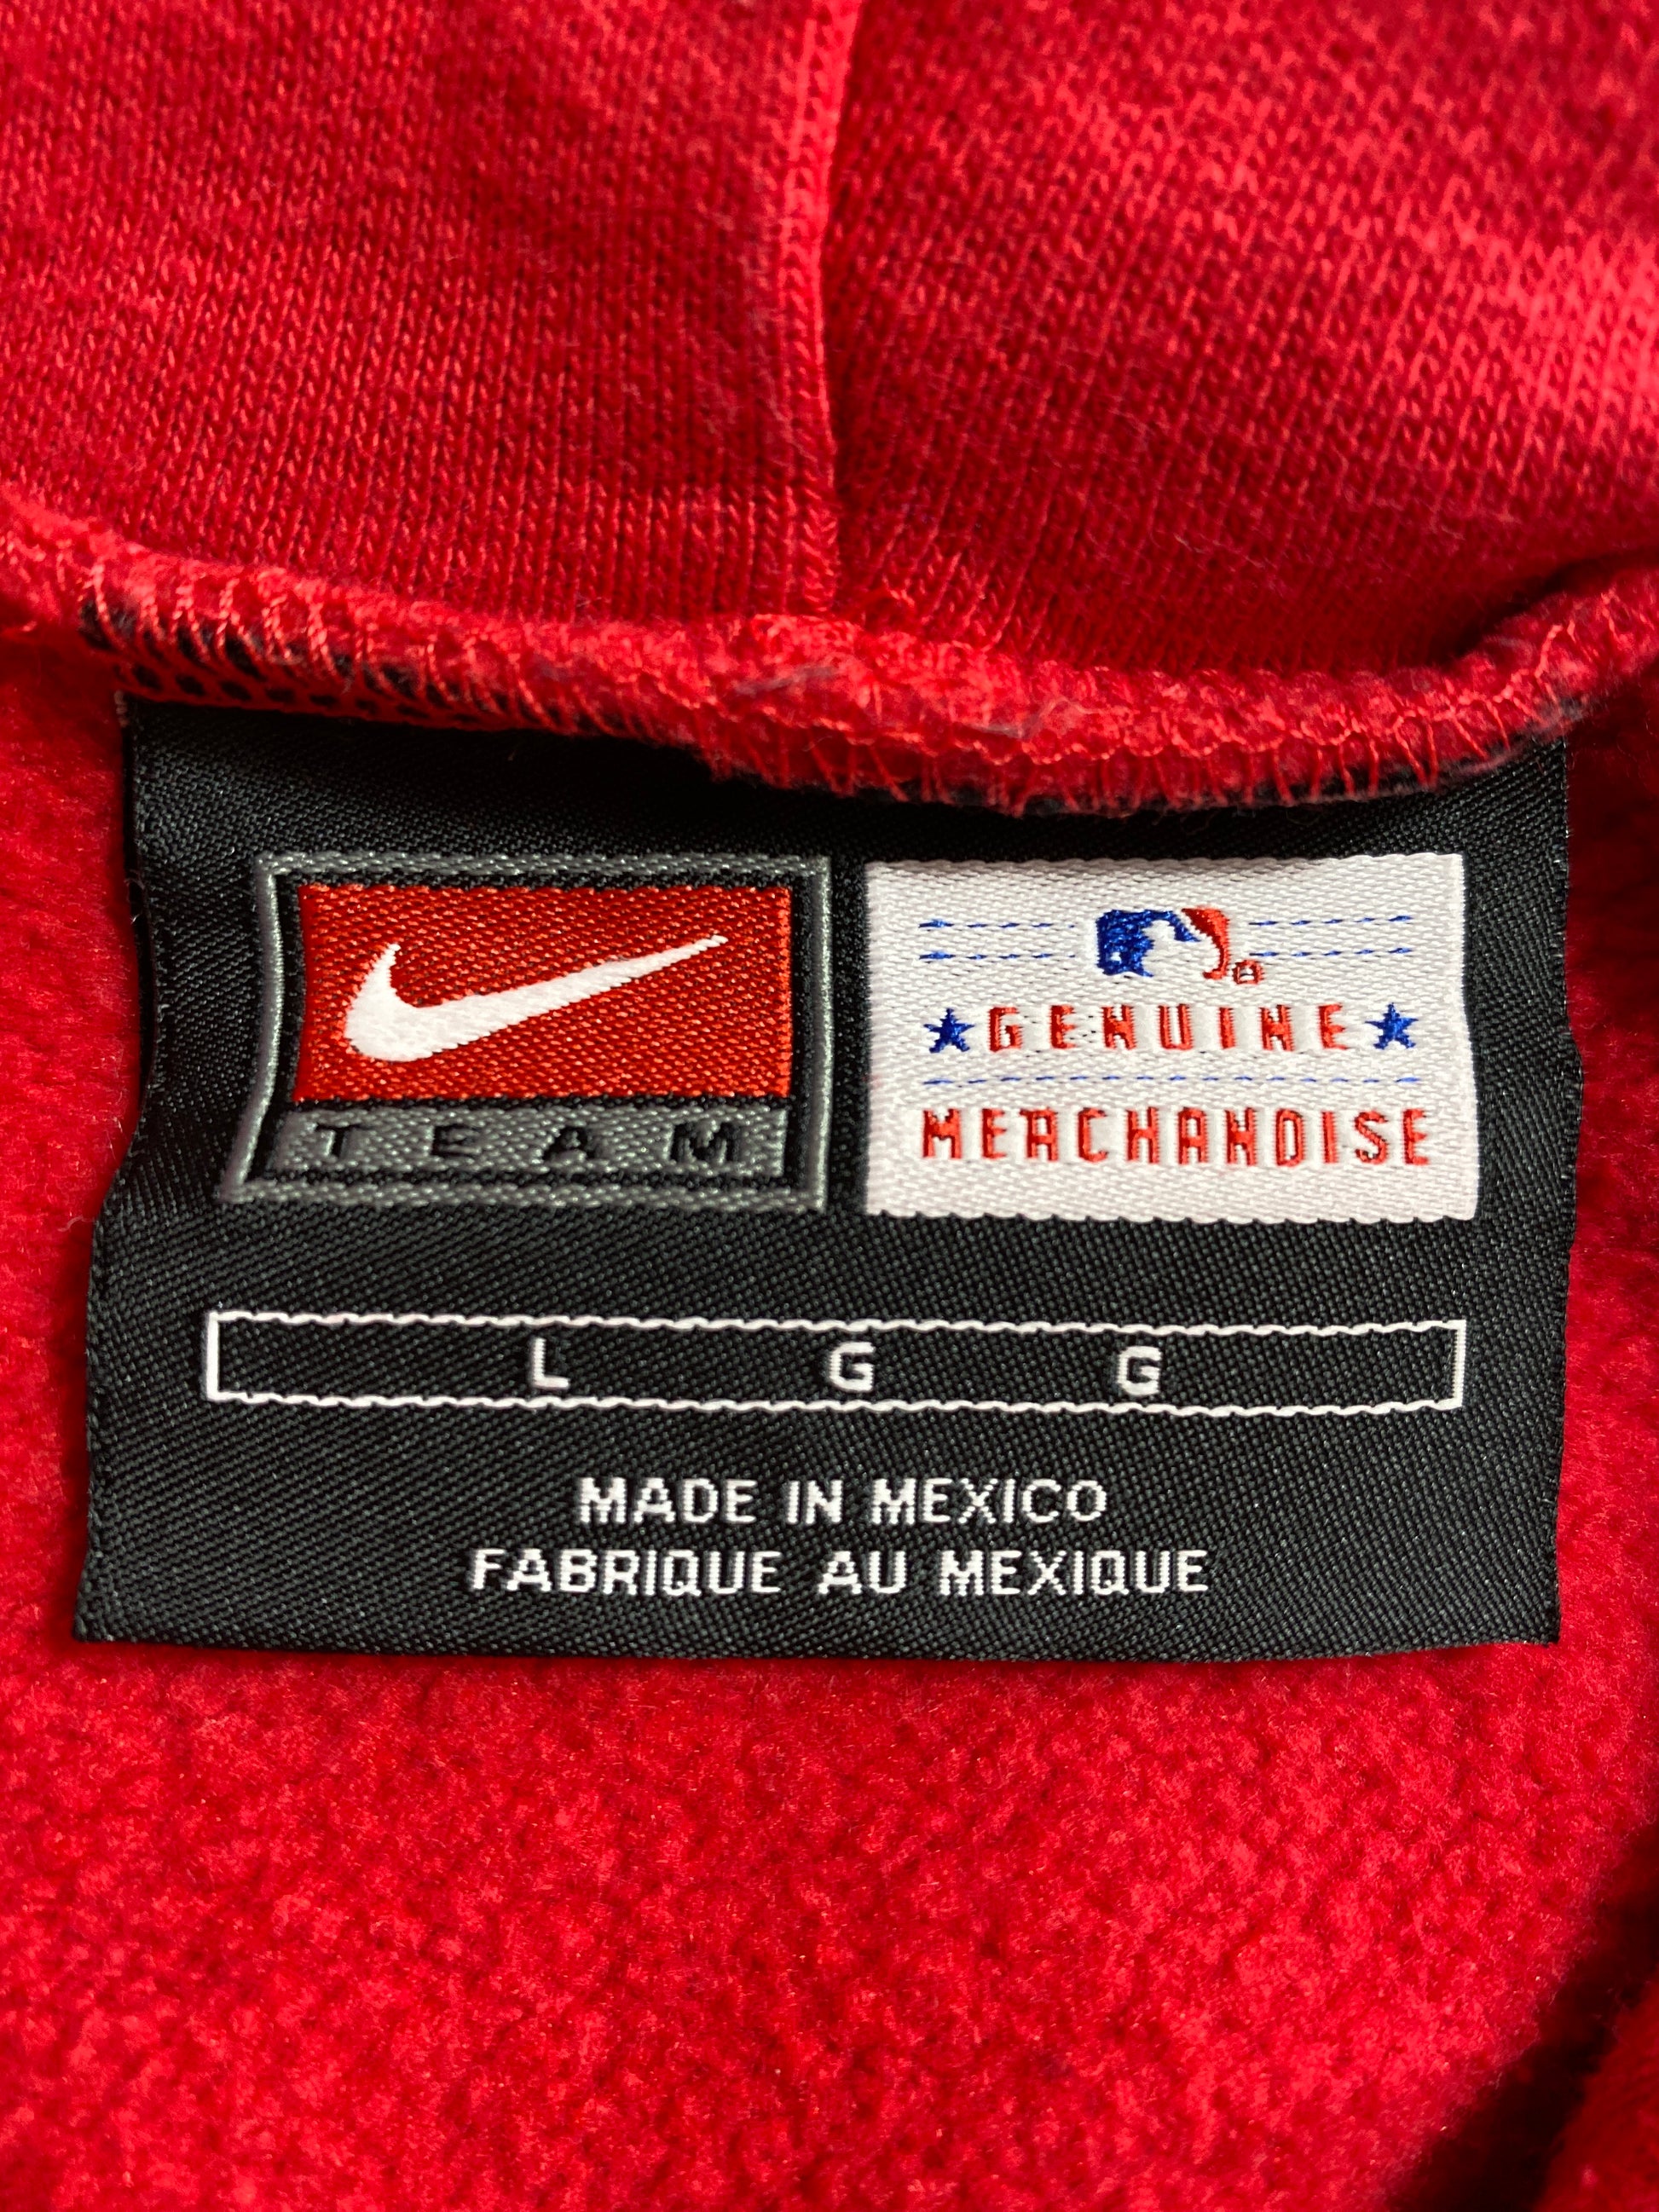 TEAM
GENUINE
MERCHANDISE
L G G
MADE IN MEXICO
FABRIQUE AU MEXIQUE